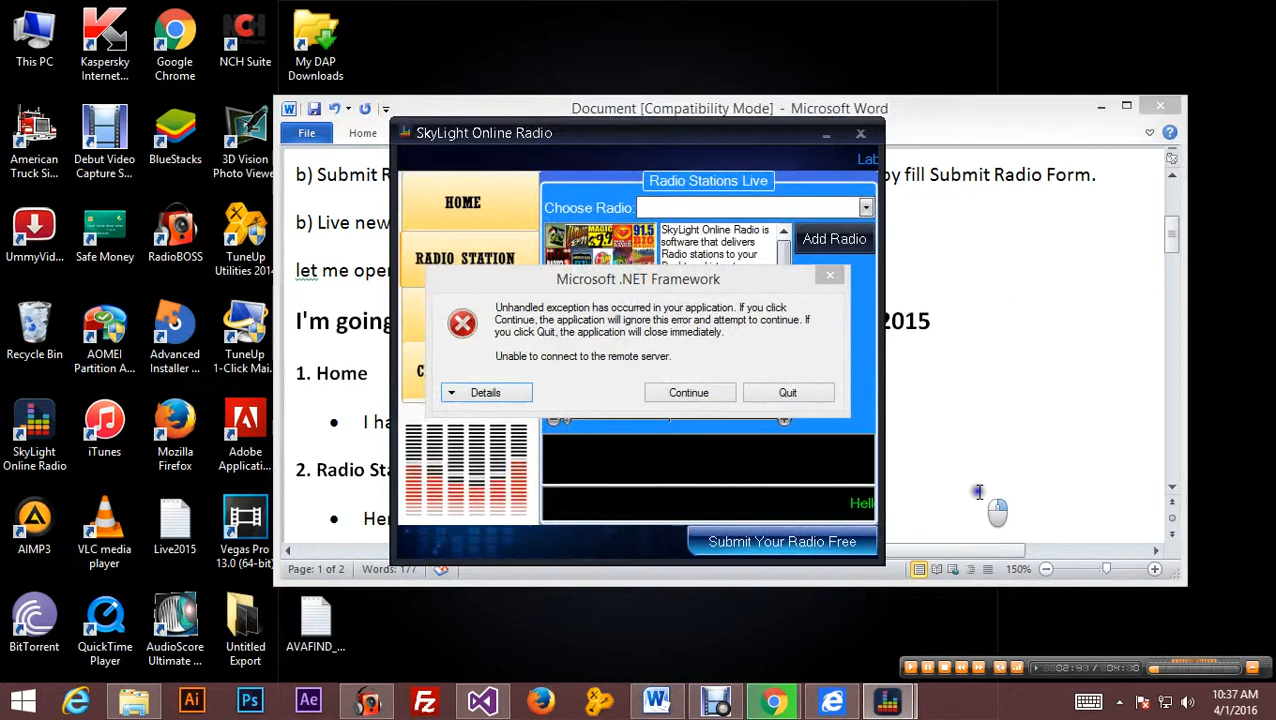 This PC
Kaspersky Internet...
Google Chrome
NCH Suite
My DAP Downloads
American Truck Si...
Debut Video Capture S...
BlueStacks
3D Vision Photo Viewer
UmmyVid...
Safe Money
RadioBOSS
TuneUp Utilities 2014
Recycle Bin
AOMEI Partition A...
Advanced Installer ...
TuneUp 1-Click Mai...
SkyLight Online Radio
iTunes
Mozilla Firefox
Adobe Applicati...
AIMP3
VLC media player
Live2015
Vegas Pro 13.0 (64-bit)
BitTorrent
QuickTime Player
AudioScore Ultimate ...
Untitled Export
AVAFIND_...
Document [Compatibility Mode] - Microsoft Word
File
Home
b) Submit R
by fill Submit Radio Form.
b) Live new
let me oper
I'm going
2015
1. Home
I ha
2. Radio Sta
Her
Page: 1 of 2
Words: 177
150%
SkyLight Online Radio
Lab
HOME
RADIO STATION
C
Radio Stations Live
Choose Radio:
SkyLight Online Radio is
software that delivers
Radio stations to your
Add Radio
Hell
Submit Your Radio Free
Microsoft .NET Framework
Unhandled exception has occurred in your application. If you click
Continue, the application will ignore this error and attempt to continue. If
you click Quit, the application will close immediately.
Unable to connect to the remote server.
Details
Continue
Quit
10:37 AM
4/1/2016